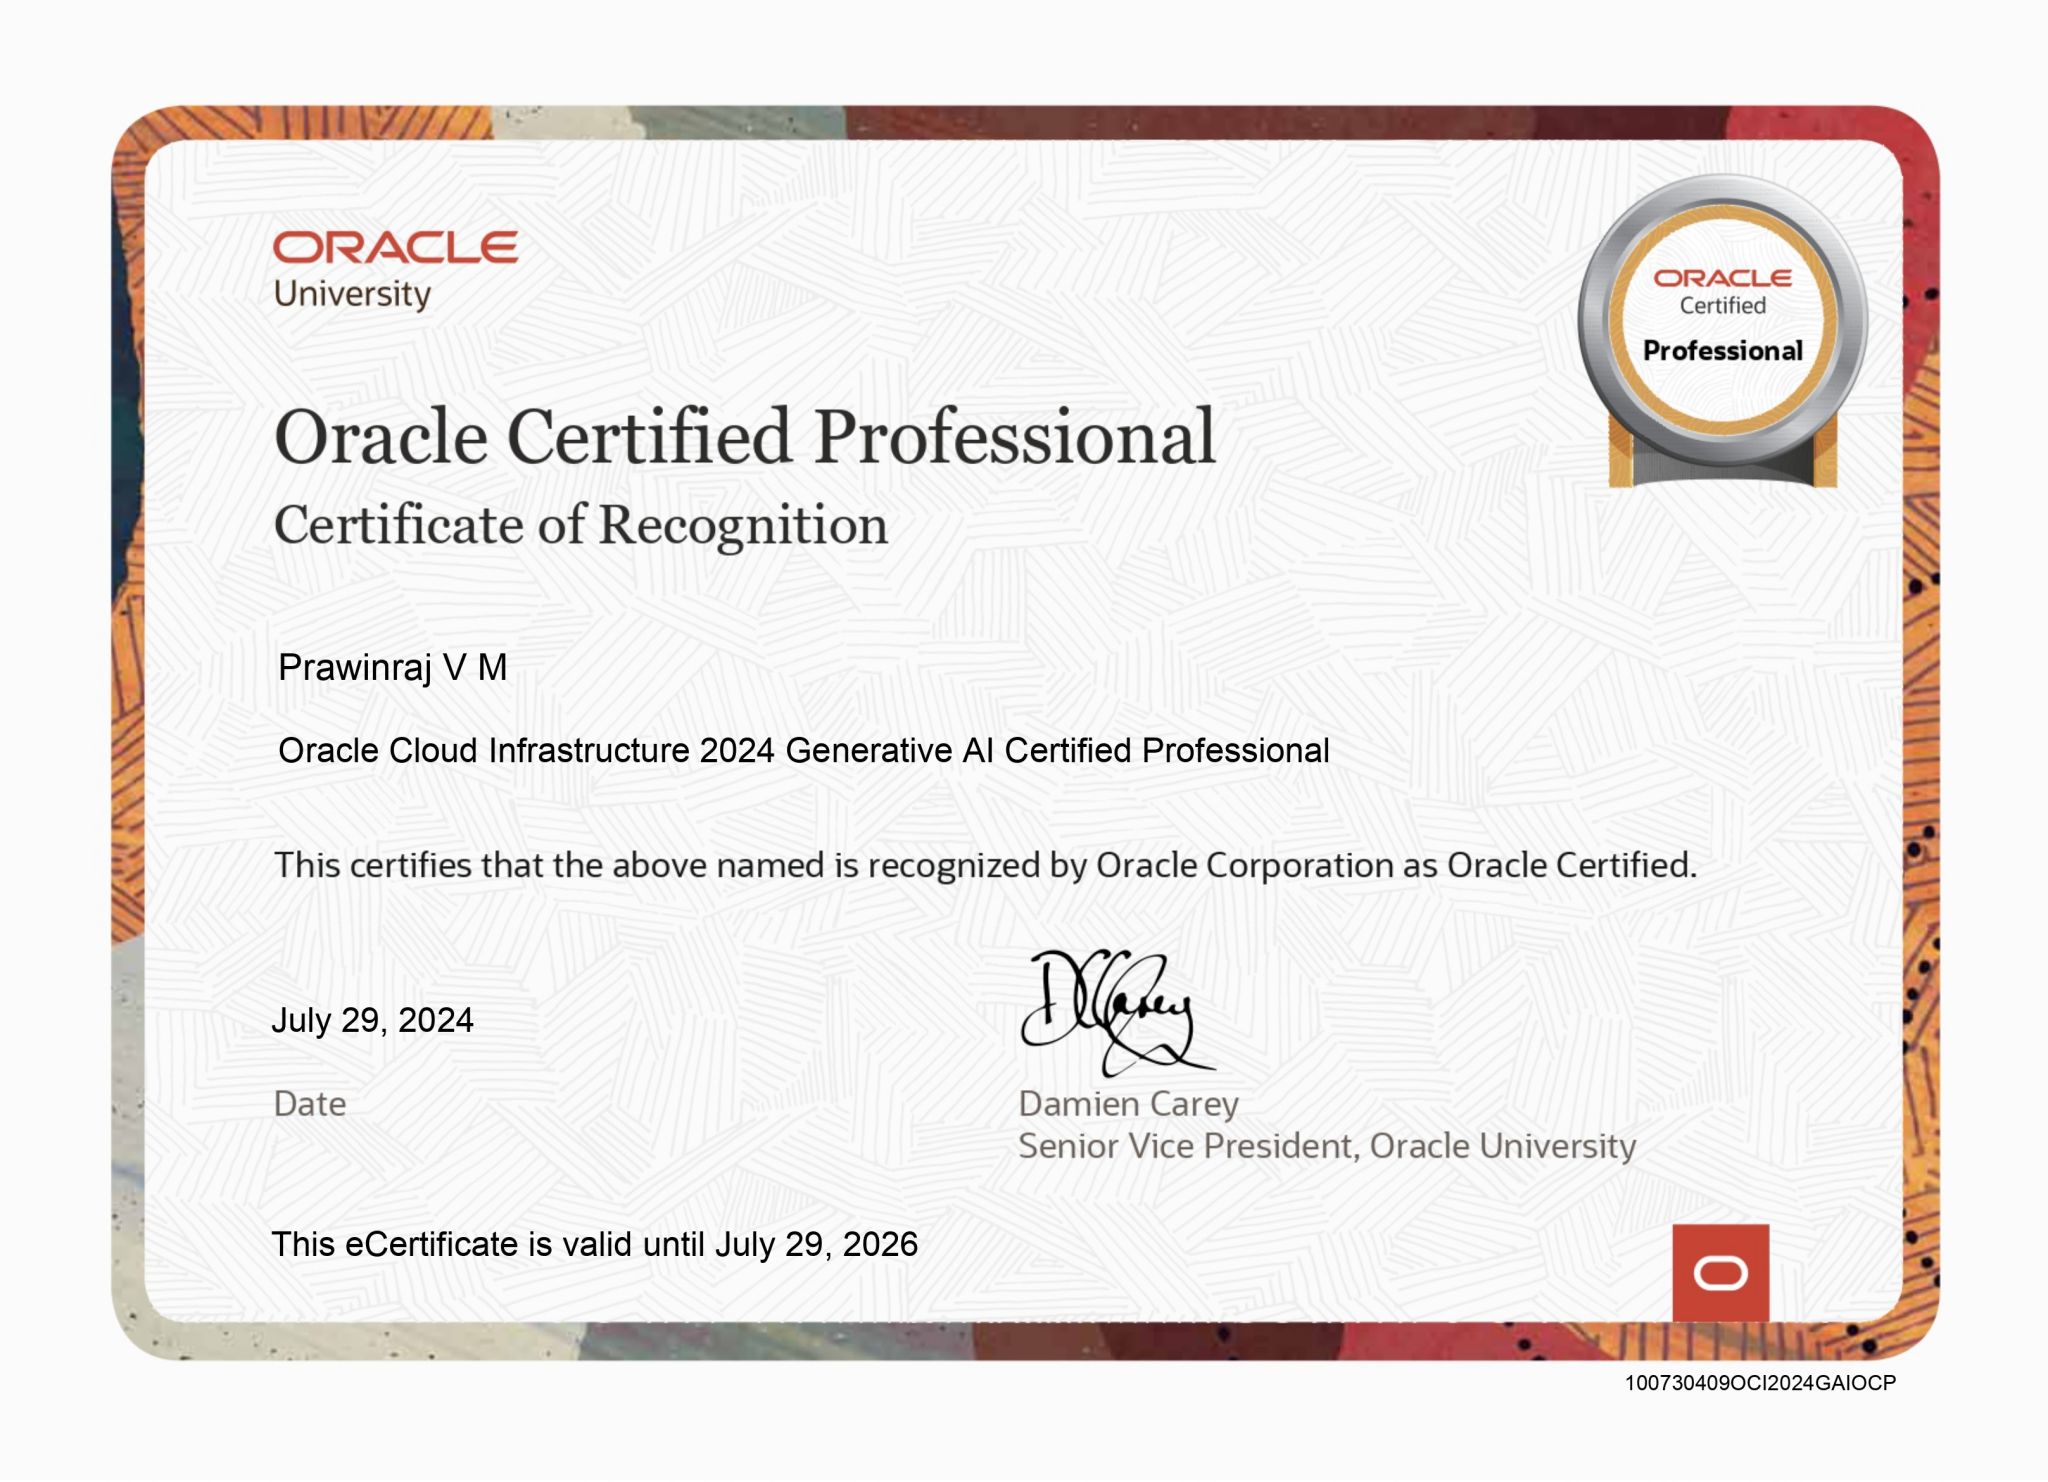 ORACLE
University
ORACLE
Certified
Professional
Oracle Certified Professional
Certificate of Recognition
Prawinraj V M
Oracle Cloud Infrastructure 2024 Generative AI Certified Professional
This certifies that the above named is recognized by Oracle Corporation as Oracle Certified.
July 29, 2024
Date
DCCarey
Damien Carey
Senior Vice President, Oracle University
This eCertificate is valid until July 29, 2026
100730409OCI2024GAIOCP